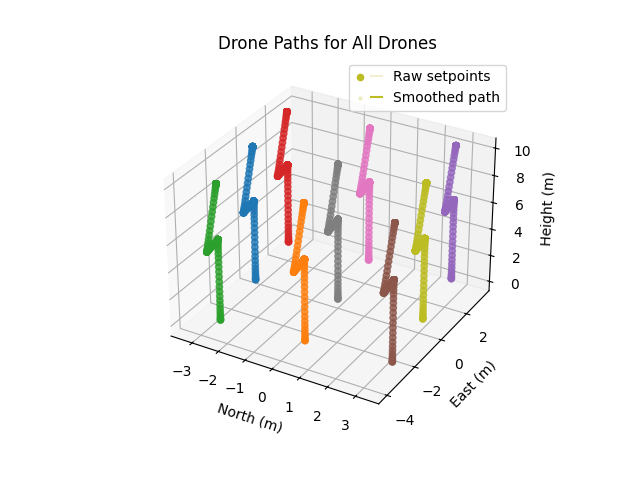 Drone Paths for All Drones
Raw setpoints
Smoothed path
10
8
6
4
2
0
Height (m)
2
0
−2
−4
East (m)
−3
−2
−1
0
1
2
3
North (m)